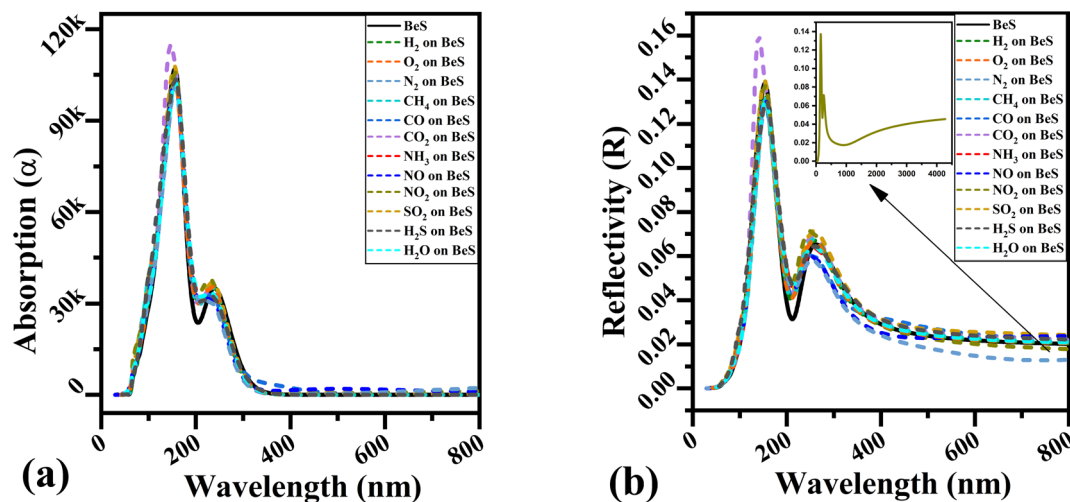 120k
90k
60k
30k
0
Absorption (α)
BeS
H₂ on BeS
O₂ on BeS
N₂ on BeS
CH₄ on BeS
CO on BeS
CO₂ on BeS
NH₃ on BeS
NO on BeS
NO₂ on BeS
SO₂ on BeS
H₂S on BeS
H₂O on BeS
0 200 400 600 800
Wavelength (nm)
(a)
0.16
0.14
0.12
0.10
0.08
0.06
0.04
0.02
0.00
Reflectivity (R)
0.14
0.12
0.10
0.08
0.06
0.04
0.02
0.00
0 1000 2000 3000 4000
BeS
H₂ on BeS
O₂ on BeS
N₂ on BeS
CH₄ on BeS
CO on BeS
CO₂ on BeS
NH₃ on BeS
NO on BeS
NO₂ on BeS
SO₂ on BeS
H₂S on BeS
H₂O on BeS
0 200 400 600 800
Wavelength (nm)
(b)